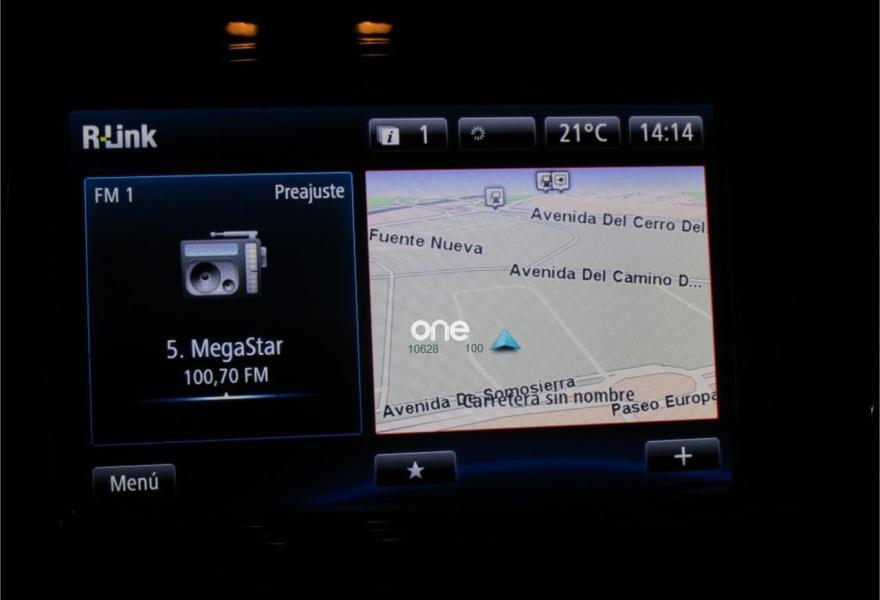 R-Link
1
21°C
14:14
FM 1
Preajuste
5. MegaStar
100,70 FM
Avenida Del Cerro Del
Fuente Nueva
Avenida Del Camino D...
one
10628 100
Avenida De Somosierra
Carretera sin nombre
Paseo Europa
Menú